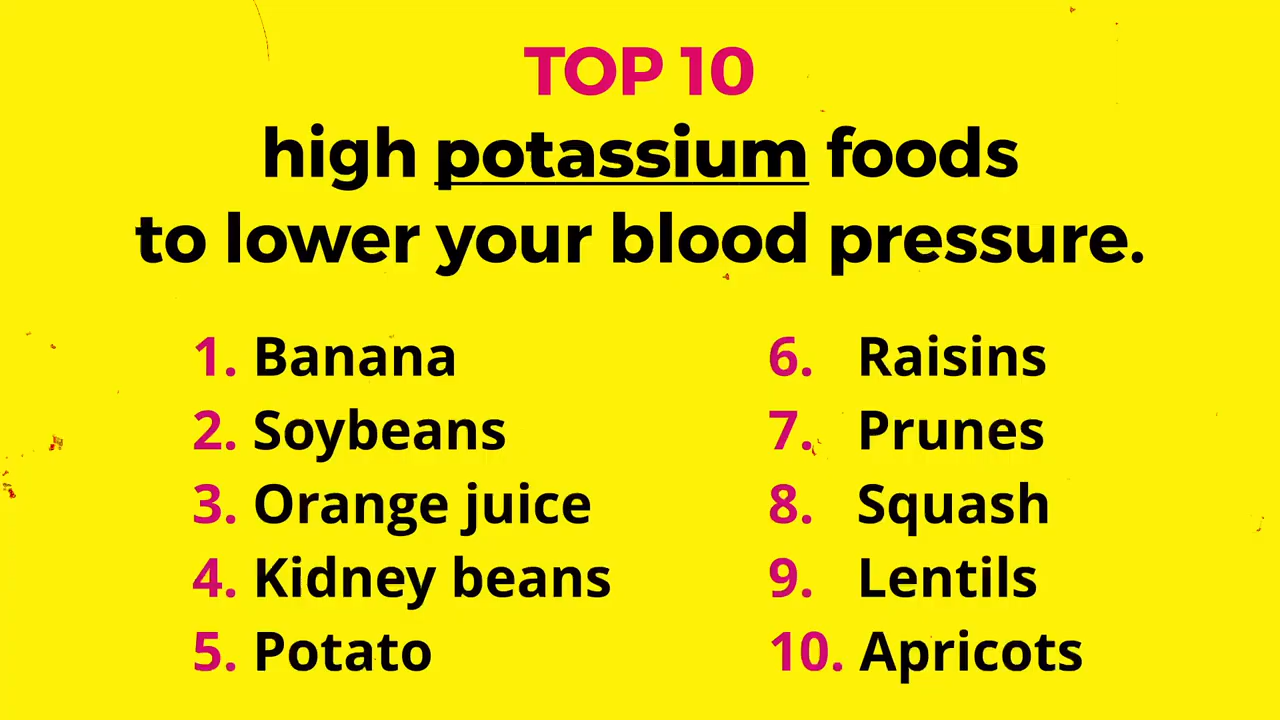 TOP 10
high potassium foods
to lower your blood pressure.
1. Banana
2. Soybeans
3. Orange juice
4. Kidney beans
5. Potato
6. Raisins
7. Prunes
8. Squash
9. Lentils
10. Apricots